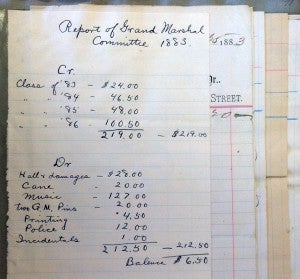 Report of Grand Marshal
Committee 1883.
1883
Cr.
Class of '83 - $24.00
" " '84 - 46.50
" " '85 - 48.00
" " '86 - 100.50
219.00 - $219.00
STREET.
Dr
Hall & damages - $28.00
Cane - 20.00
Music - 127.00
two G.M. Pins - 20.00
Printing " 4.50
Police " 12.00
Incidentals 1.00
212.50 - 212.50
Balance $6.50